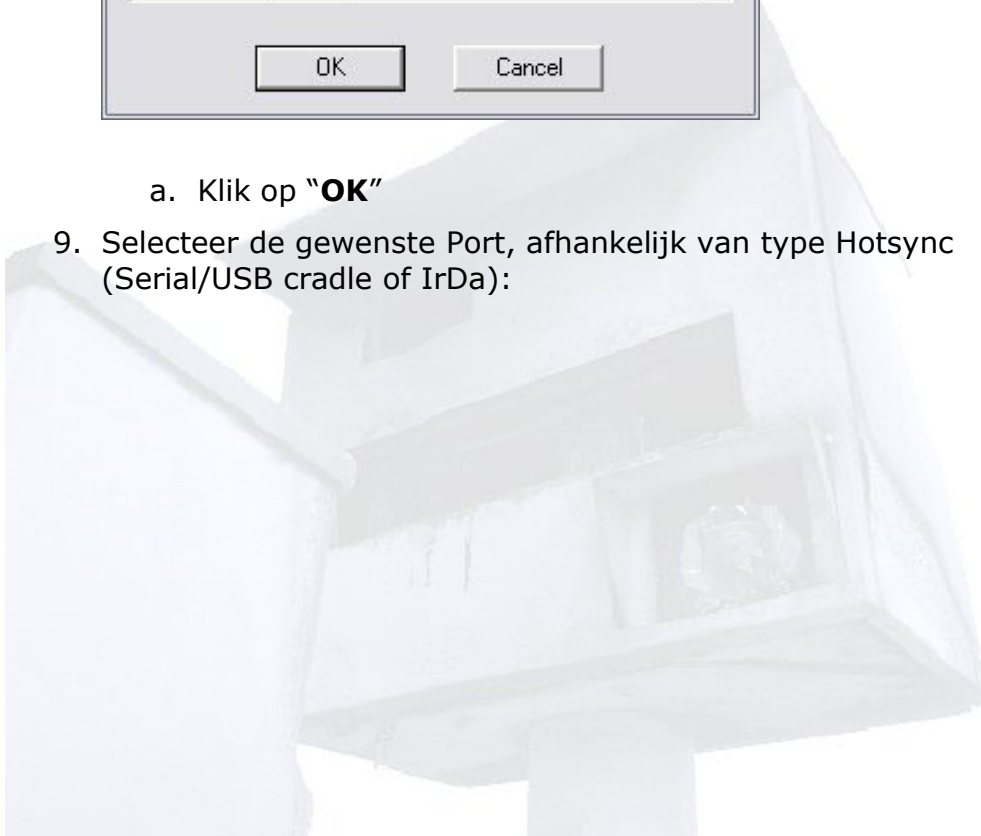 OK Cancel
a. Klik op “OK”
9. Selecteer de gewenste Port, afhankelijk van type Hotsync
(Serial/USB cradle of IrDa):